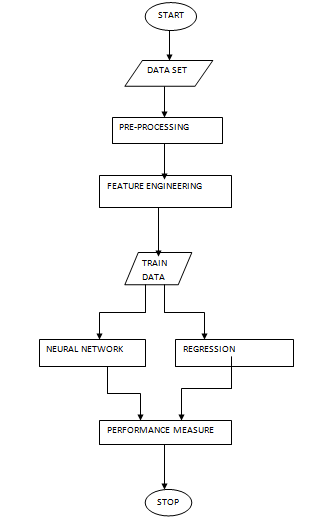 START
DATA SET
PRE-PROCESSING
FEATURE ENGINEERING
TRAIN
DATA
NEURAL NETWORK
REGRESSION
PERFORMANCE MEASURE
STOP